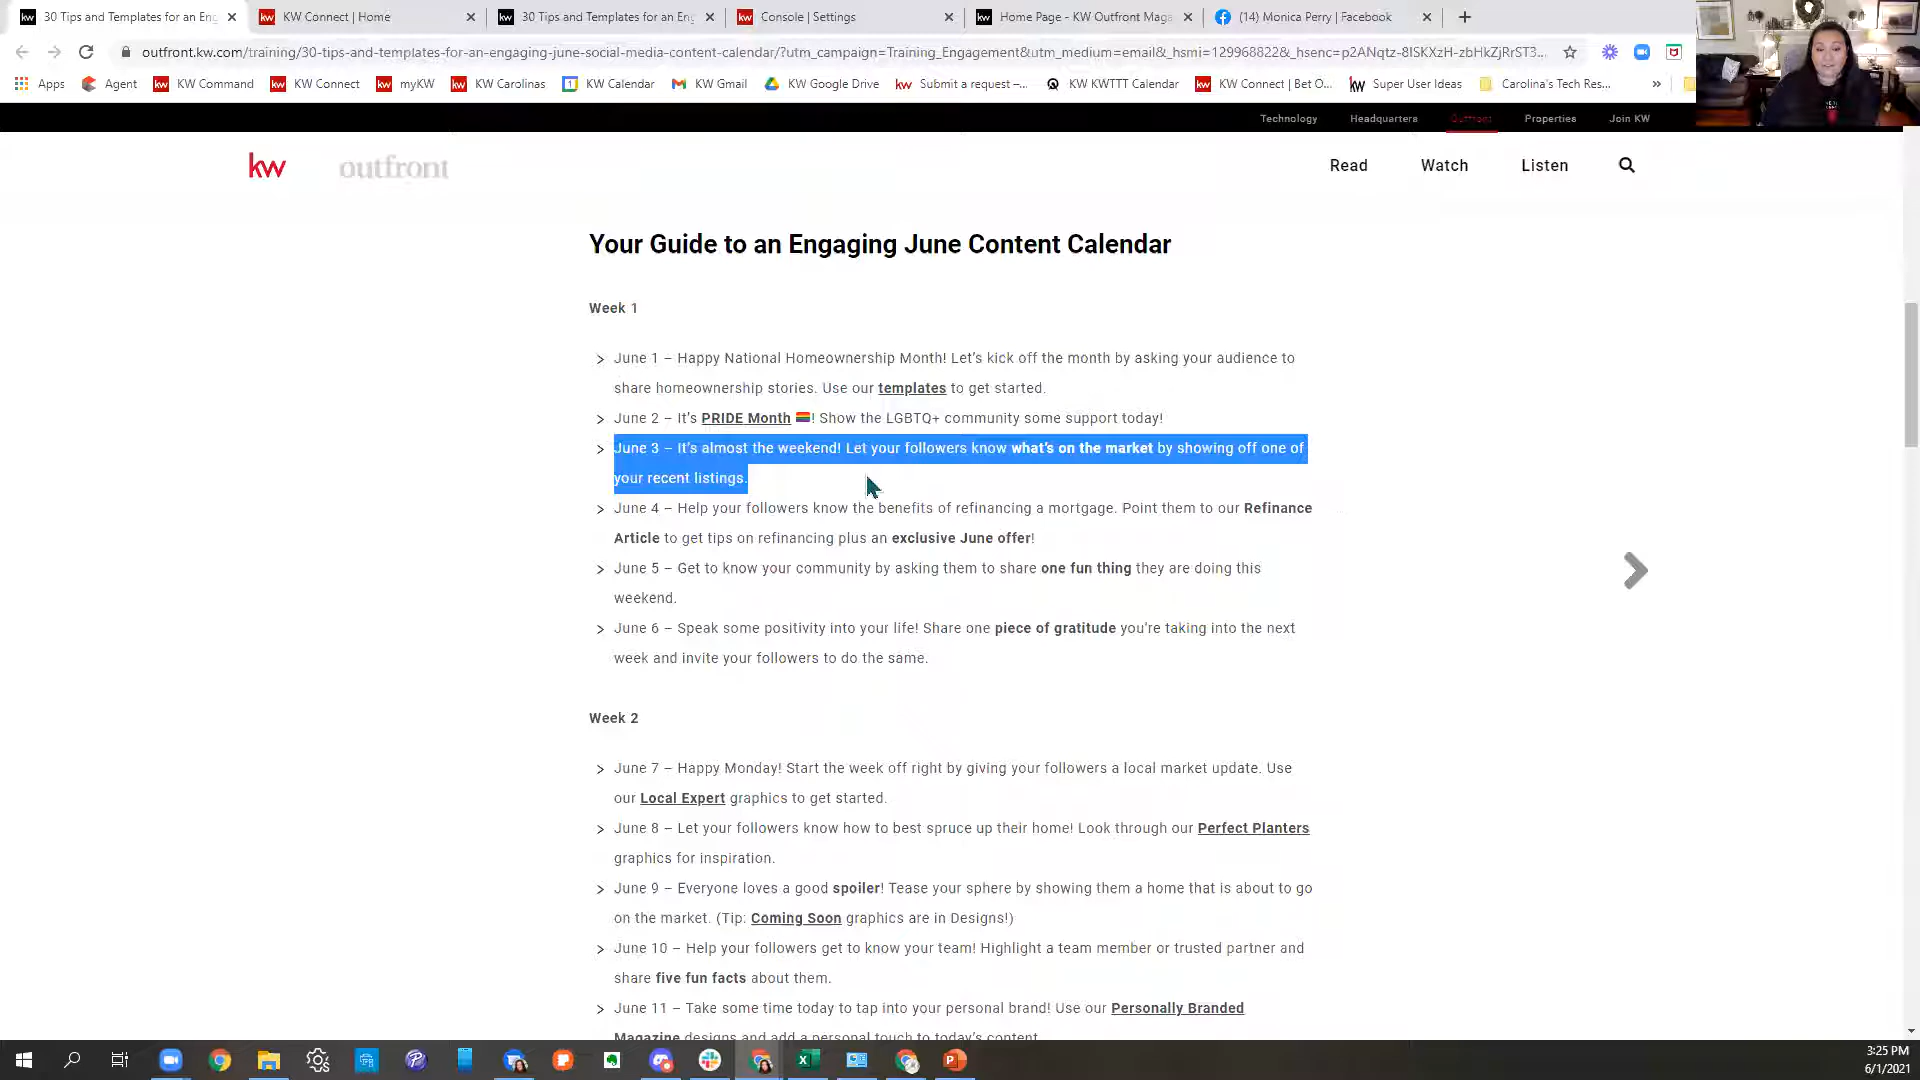 30 Tips and Templates for an Eng
KW Connect | Home
30 Tips and Templates for an Eng
Console | Settings
Home Page - KW Outfront Maga
(14) Monica Perry | Facebook
outfront.kw.com/training/30-tips-and-templates-for-an-engaging-june-social-media-content-calendar/?utm_campaign=Training_Engagement&utm_medium=email&_hsmi=129968822&_hsenc=p2ANqtz-8ISKXzH-zbHkZjRrST3...
Apps
Agent
KW Command
KW Connect
myKW
KW Carolinas
KW Calendar
KW Gmail
KW Google Drive
Submit a request –...
KW KWTTT Calendar
KW Connect | Bet O...
Super User Ideas
Carolina's Tech Res...
Technology
Headquarters
Outfront
Properties
Join KW
kw
outfront
Read
Watch
Listen
Your Guide to an Engaging June Content Calendar
Week 1
June 1 – Happy National Homeownership Month! Let's kick off the month by asking your audience to
share homeownership stories. Use our templates to get started.
June 2 – It's PRIDE Month 🏳️‍🌈! Show the LGBTQ+ community some support today!
June 3 – It's almost the weekend! Let your followers know what's on the market by showing off one of
your recent listings.
June 4 – Help your followers know the benefits of refinancing a mortgage. Point them to our Refinance
Article to get tips on refinancing plus an exclusive June offer!
June 5 – Get to know your community by asking them to share one fun thing they are doing this
weekend.
June 6 – Speak some positivity into your life! Share one piece of gratitude you're taking into the next
week and invite your followers to do the same.
Week 2
June 7 – Happy Monday! Start the week off right by giving your followers a local market update. Use
our Local Expert graphics to get started.
June 8 – Let your followers know how to best spruce up their home! Look through our Perfect Planters
graphics for inspiration.
June 9 – Everyone loves a good spoiler! Tease your sphere by showing them a home that is about to go
on the market. (Tip: Coming Soon graphics are in Designs!)
June 10 – Help your followers get to know your team! Highlight a team member or trusted partner and
share five fun facts about them.
June 11 – Take some time today to tap into your personal brand! Use our Personally Branded
Magazine designs and add a personal touch to today's content.
3:25 PM
6/1/2021